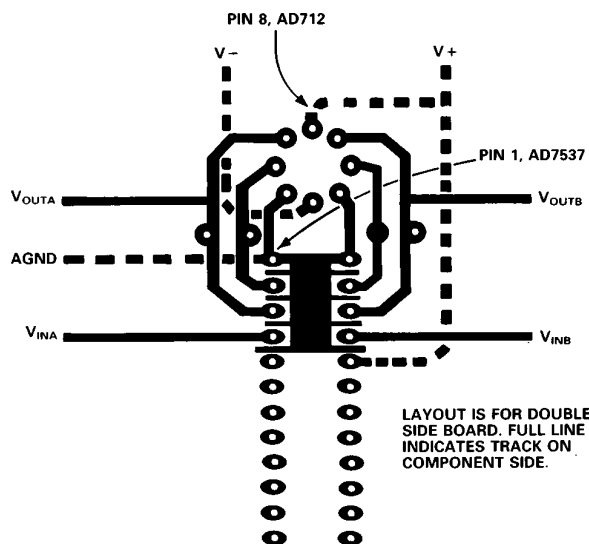 PIN 8, AD712
V–
V+
PIN 1, AD7537
VOUTA
VOUTB
AGND
VINA
VINB
LAYOUT IS FOR DOUBLE
SIDE BOARD. FULL LINE
INDICATES TRACK ON
COMPONENT SIDE.